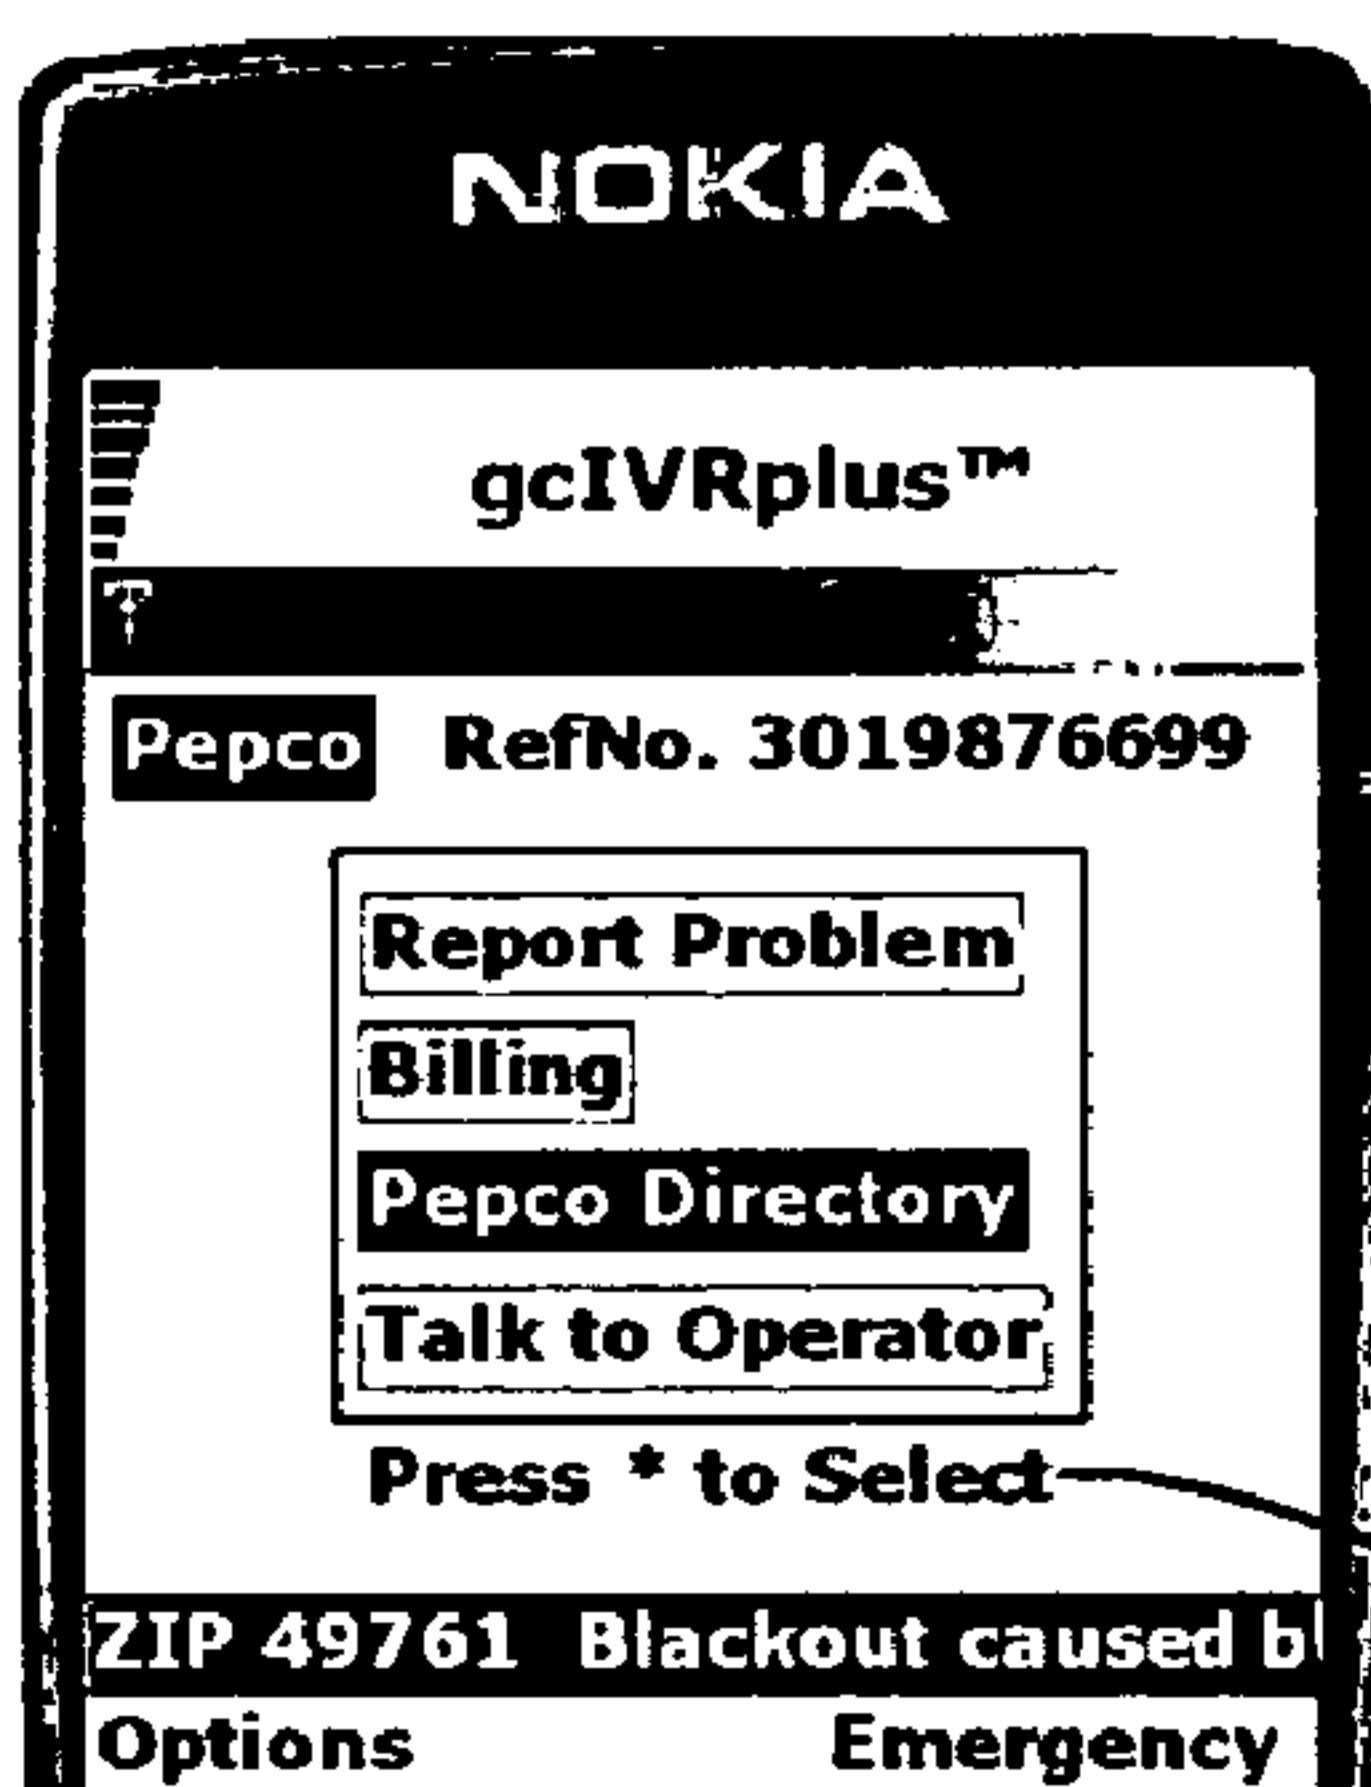 NOKIA
gcIVRplus™
Pepco RefNo. 3019876699
Report Problem
Billing
Pepco Directory
Talk to Operator
Press * to Select
ZIP 49761 Blackout caused b
Options Emergency